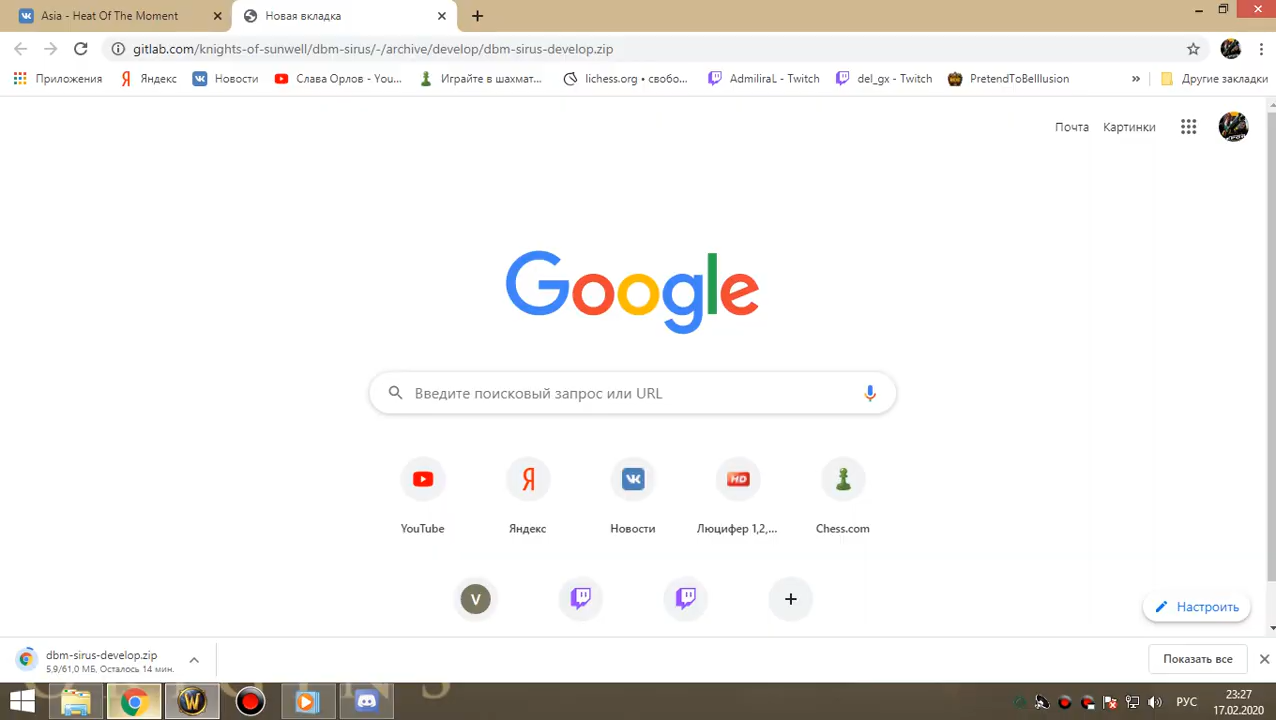 Asia - Heat Of The Moment
Новая вкладка
gitlab.com/knights-of-sunwell/dbm-sirus/-/archive/develop/dbm-sirus-develop.zip
Приложения
Яндекс
Новости
Слава Орлов - You...
Играйте в шахмат...
lichess.org • свобо...
AdmiliraL - Twitch
del_gx - Twitch
PretendToBeIllusion
»
Другие закладки
Почта
Картинки
Google
Введите поисковый запрос или URL
YouTube
Яндекс
Новости
Люцифер 1,2,...
Chess.com
V
Настроить
dbm-sirus-develop.zip
5,9/61,0 МБ, Осталось 14 мин.
Показать все
РУС
23:27
17.02.2020